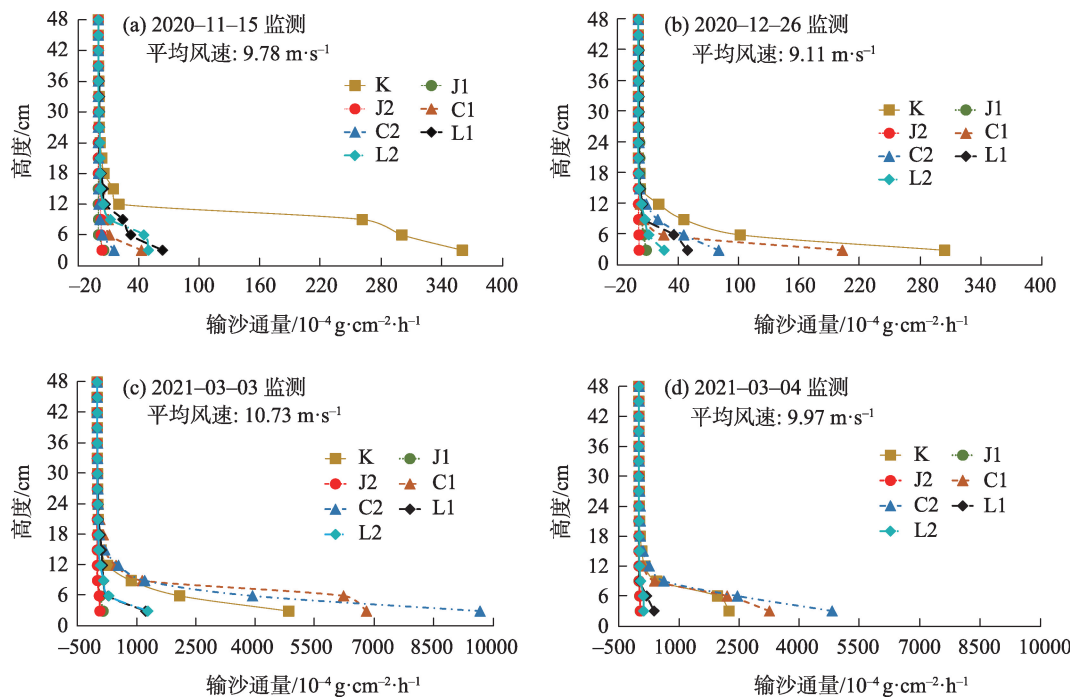 (a) 2020–11–15 监测
平均风速: 9.78 m·s⁻¹
48
42
36
30
24
18
12
6
0
高度/cm
K
J1
J2
C1
C2
L1
L2
–20
40
100
160
220
280
340
400
输沙通量/10⁻⁴ g·cm⁻²·h⁻¹
(b) 2020–12–26 监测
平均风速: 9.11 m·s⁻¹
48
42
36
30
24
18
12
6
0
高度/cm
K
J1
J2
C1
C2
L1
L2
–20
40
100
160
220
280
340
400
输沙通量/10⁻⁴ g·cm⁻²·h⁻¹
(c) 2021–03–03 监测
平均风速: 10.73 m·s⁻¹
48
42
36
30
24
18
12
6
0
高度/cm
K
J1
J2
C1
C2
L1
L2
–500
1000
2500
4000
5500
7000
8500
10000
输沙通量/10⁻⁴ g·cm⁻²·h⁻¹
(d) 2021–03–04 监测
平均风速: 9.97 m·s⁻¹
48
42
36
30
24
18
12
6
0
高度/cm
K
J1
J2
C1
C2
L1
L2
–500
1000
2500
4000
5500
7000
8500
10000
输沙通量/10⁻⁴ g·cm⁻²·h⁻¹